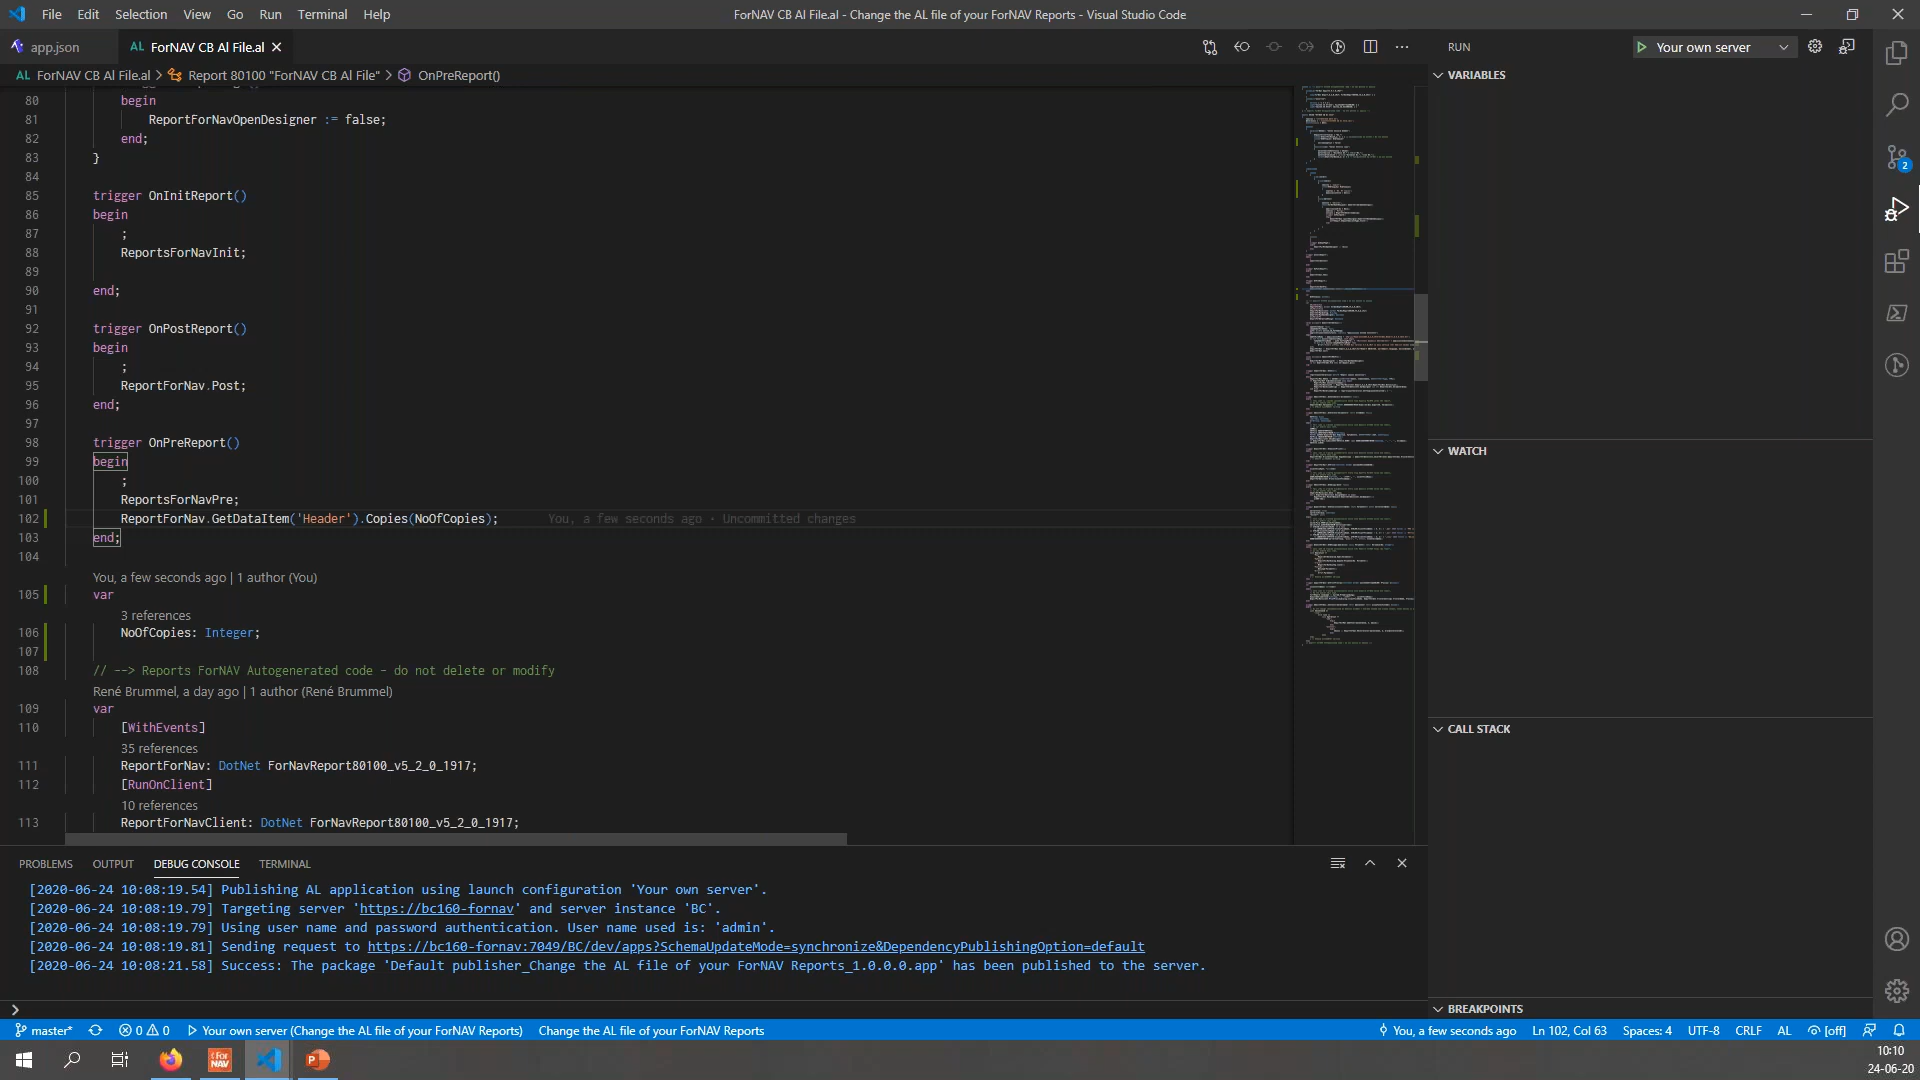 File Edit Selection View Go Run Terminal Help
ForNAV CB Al File.al - Change the AL file of your ForNAV Reports - Visual Studio Code
app.json
AL ForNAV CB Al File.al
RUN
Your own server
AL ForNAV CB Al File.al > Report 80100 "ForNAV CB Al File" > OnPreReport()
VARIABLES
80 begin
81 ReportForNavOpenDesigner := false;
82 end;
83 }
84
85 trigger OnInitReport()
86 begin
87 ;
88 ReportsForNavInit;
89
90 end;
91
92 trigger OnPostReport()
93 begin
94 ;
95 ReportForNav.Post;
96 end;
97
98 trigger OnPreReport()
99 begin
100 ;
101 ReportsForNavPre;
102 ReportForNav.GetDataItem('Header').Copies(NoOfCopies); You, a few seconds ago · Uncommitted changes
103 end;
104
You, a few seconds ago | 1 author (You)
105 var
3 references
106 NoOfCopies: Integer;
107
108 // --> Reports ForNAV Autogenerated code - do not delete or modify
René Brummel, a day ago | 1 author (René Brummel)
109 var
110 [WithEvents]
35 references
111 ReportForNav: DotNet ForNavReport80100_v5_2_0_1917;
112 [RunOnClient]
10 references
113 ReportForNavClient: DotNet ForNavReport80100_v5_2_0_1917;
WATCH
CALL STACK
BREAKPOINTS
2
PROBLEMS OUTPUT DEBUG CONSOLE TERMINAL
[2020-06-24 10:08:19.54] Publishing AL application using launch configuration 'Your own server'.
[2020-06-24 10:08:19.79] Targeting server 'https://bc160-fornav' and server instance 'BC'.
[2020-06-24 10:08:19.79] Using user name and password authentication. User name used is: 'admin'.
[2020-06-24 10:08:19.81] Sending request to https://bc160-fornav:7049/BC/dev/apps?SchemaUpdateMode=synchronize&DependencyPublishingOption=default
[2020-06-24 10:08:21.58] Success: The package 'Default publisher_Change the AL file of your ForNAV Reports_1.0.0.0.app' has been published to the server.
master* 0 0 Your own server (Change the AL file of your ForNAV Reports) Change the AL file of your ForNAV Reports You, a few seconds ago Ln 102, Col 63 Spaces: 4 UTF-8 CRLF AL [off]
ForNAV
P
10:10
24-06-20